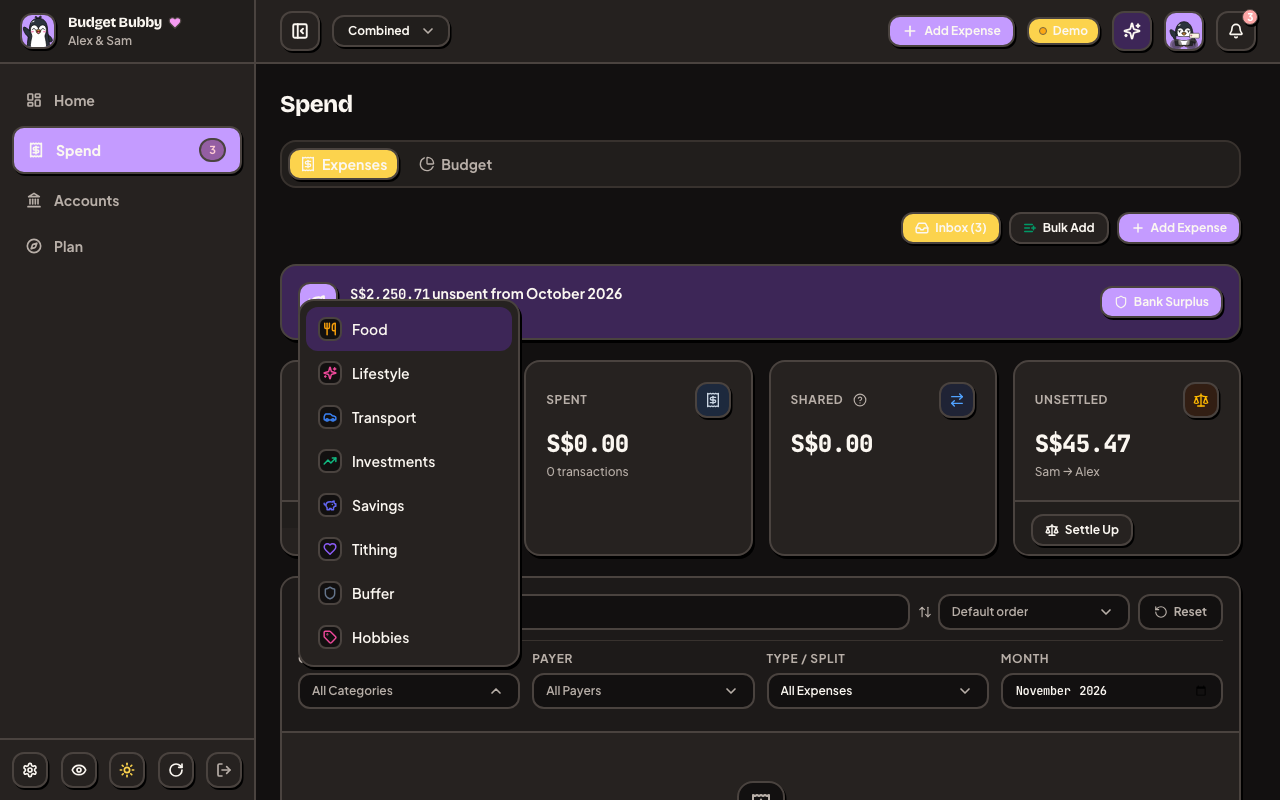 Budget Bubby
Alex & Sam
Combined
Add Expense
Demo
3
Home
Spend
3
Accounts
Plan
Spend
Expenses
Budget
Inbox (3)
Bulk Add
Add Expense
S$2,250.71 unspent from October 2026
Bank Surplus
Food
Lifestyle
Transport
Investments
Savings
Tithing
Buffer
Hobbies
SPENT
S$0.00
0 transactions
SHARED
S$0.00
UNSETTLED
S$45.47
Sam → Alex
Settle Up
Default order
Reset
PAYER
TYPE / SPLIT
MONTH
All Categories
All Payers
All Expenses
November 2026